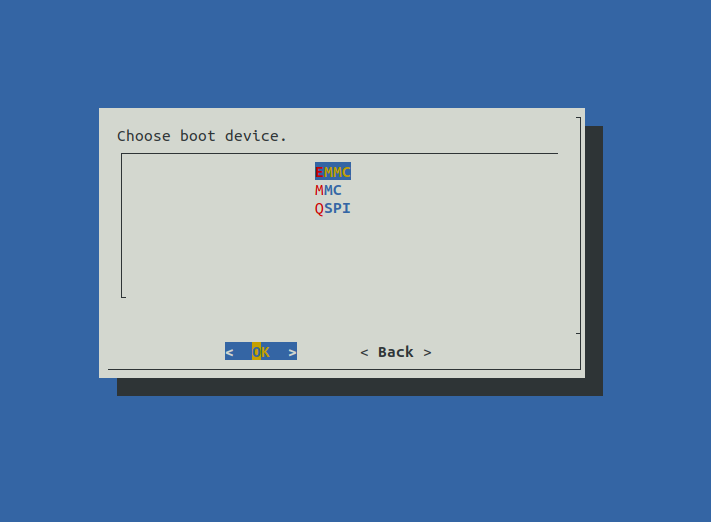 Choose boot device.
EMMC
MMC
QSPI
< OK > < Back >